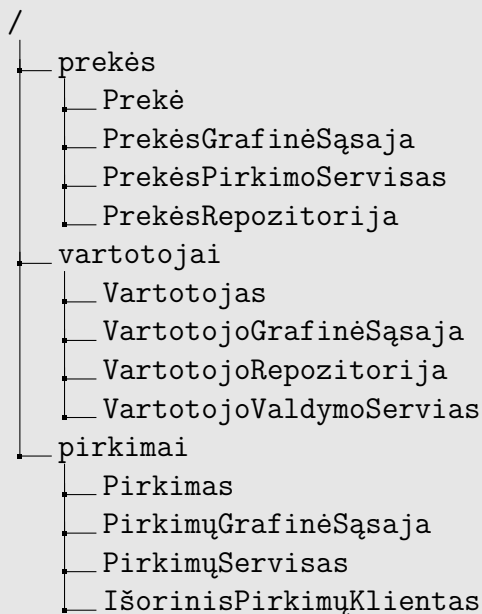 /
prekės
Prekė
PrekėsGrafinėSąsaja
PrekėsPirkimoServisas
PrekėsRepozitorija
vartotojai
Vartotojas
VartotojoGrafinėSąsaja
VartotojoRepozitorija
VartotojoValdymoServias
pirkimai
Pirkimas
PirkimųGrafinėSąsaja
PirkimųServisas
IšorinisPirkimųKlientas